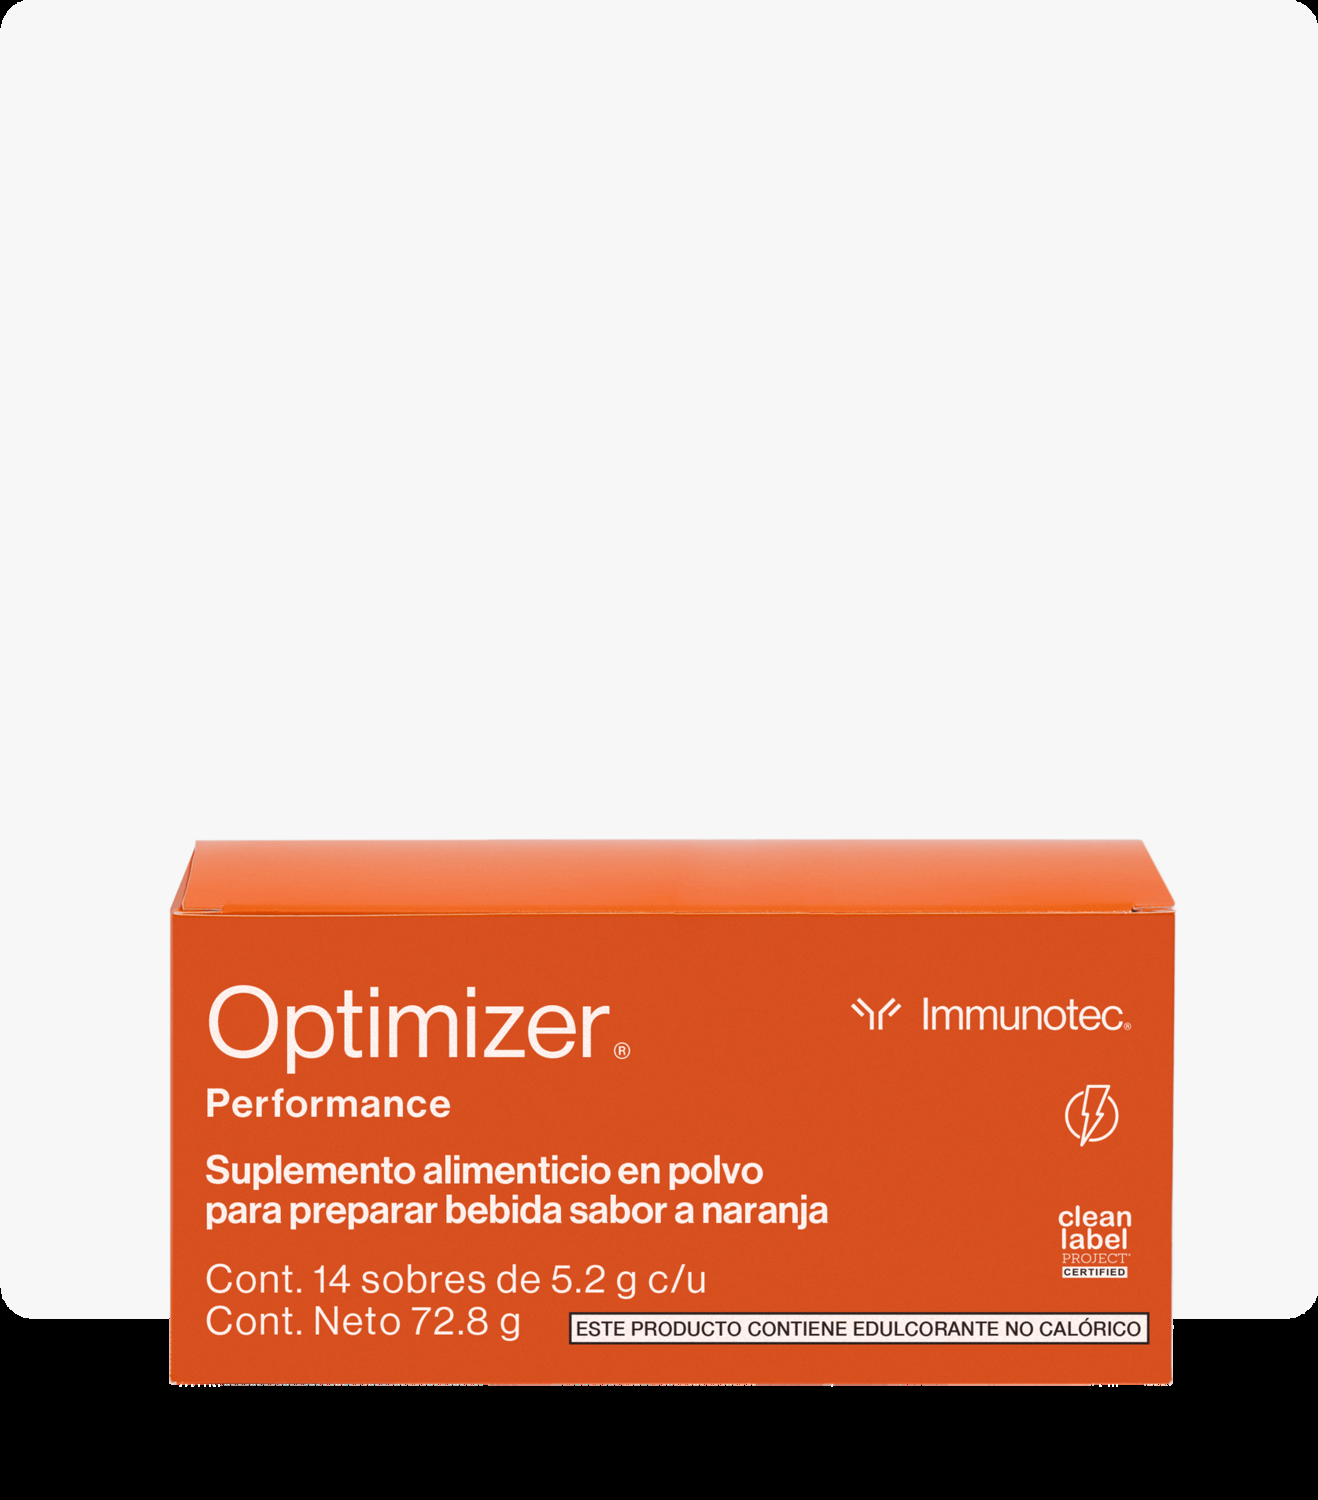 Optimizer®
Immunotec®
Performance
Suplemento alimenticio en polvo
para preparar bebida sabor a naranja
clean
label
PROJECT
CERTIFIED
Cont. 14 sobres de 5.2 g c/u
Cont. Neto 72.8 g
ESTE PRODUCTO CONTIENE EDULCORANTE NO CALÓRICO